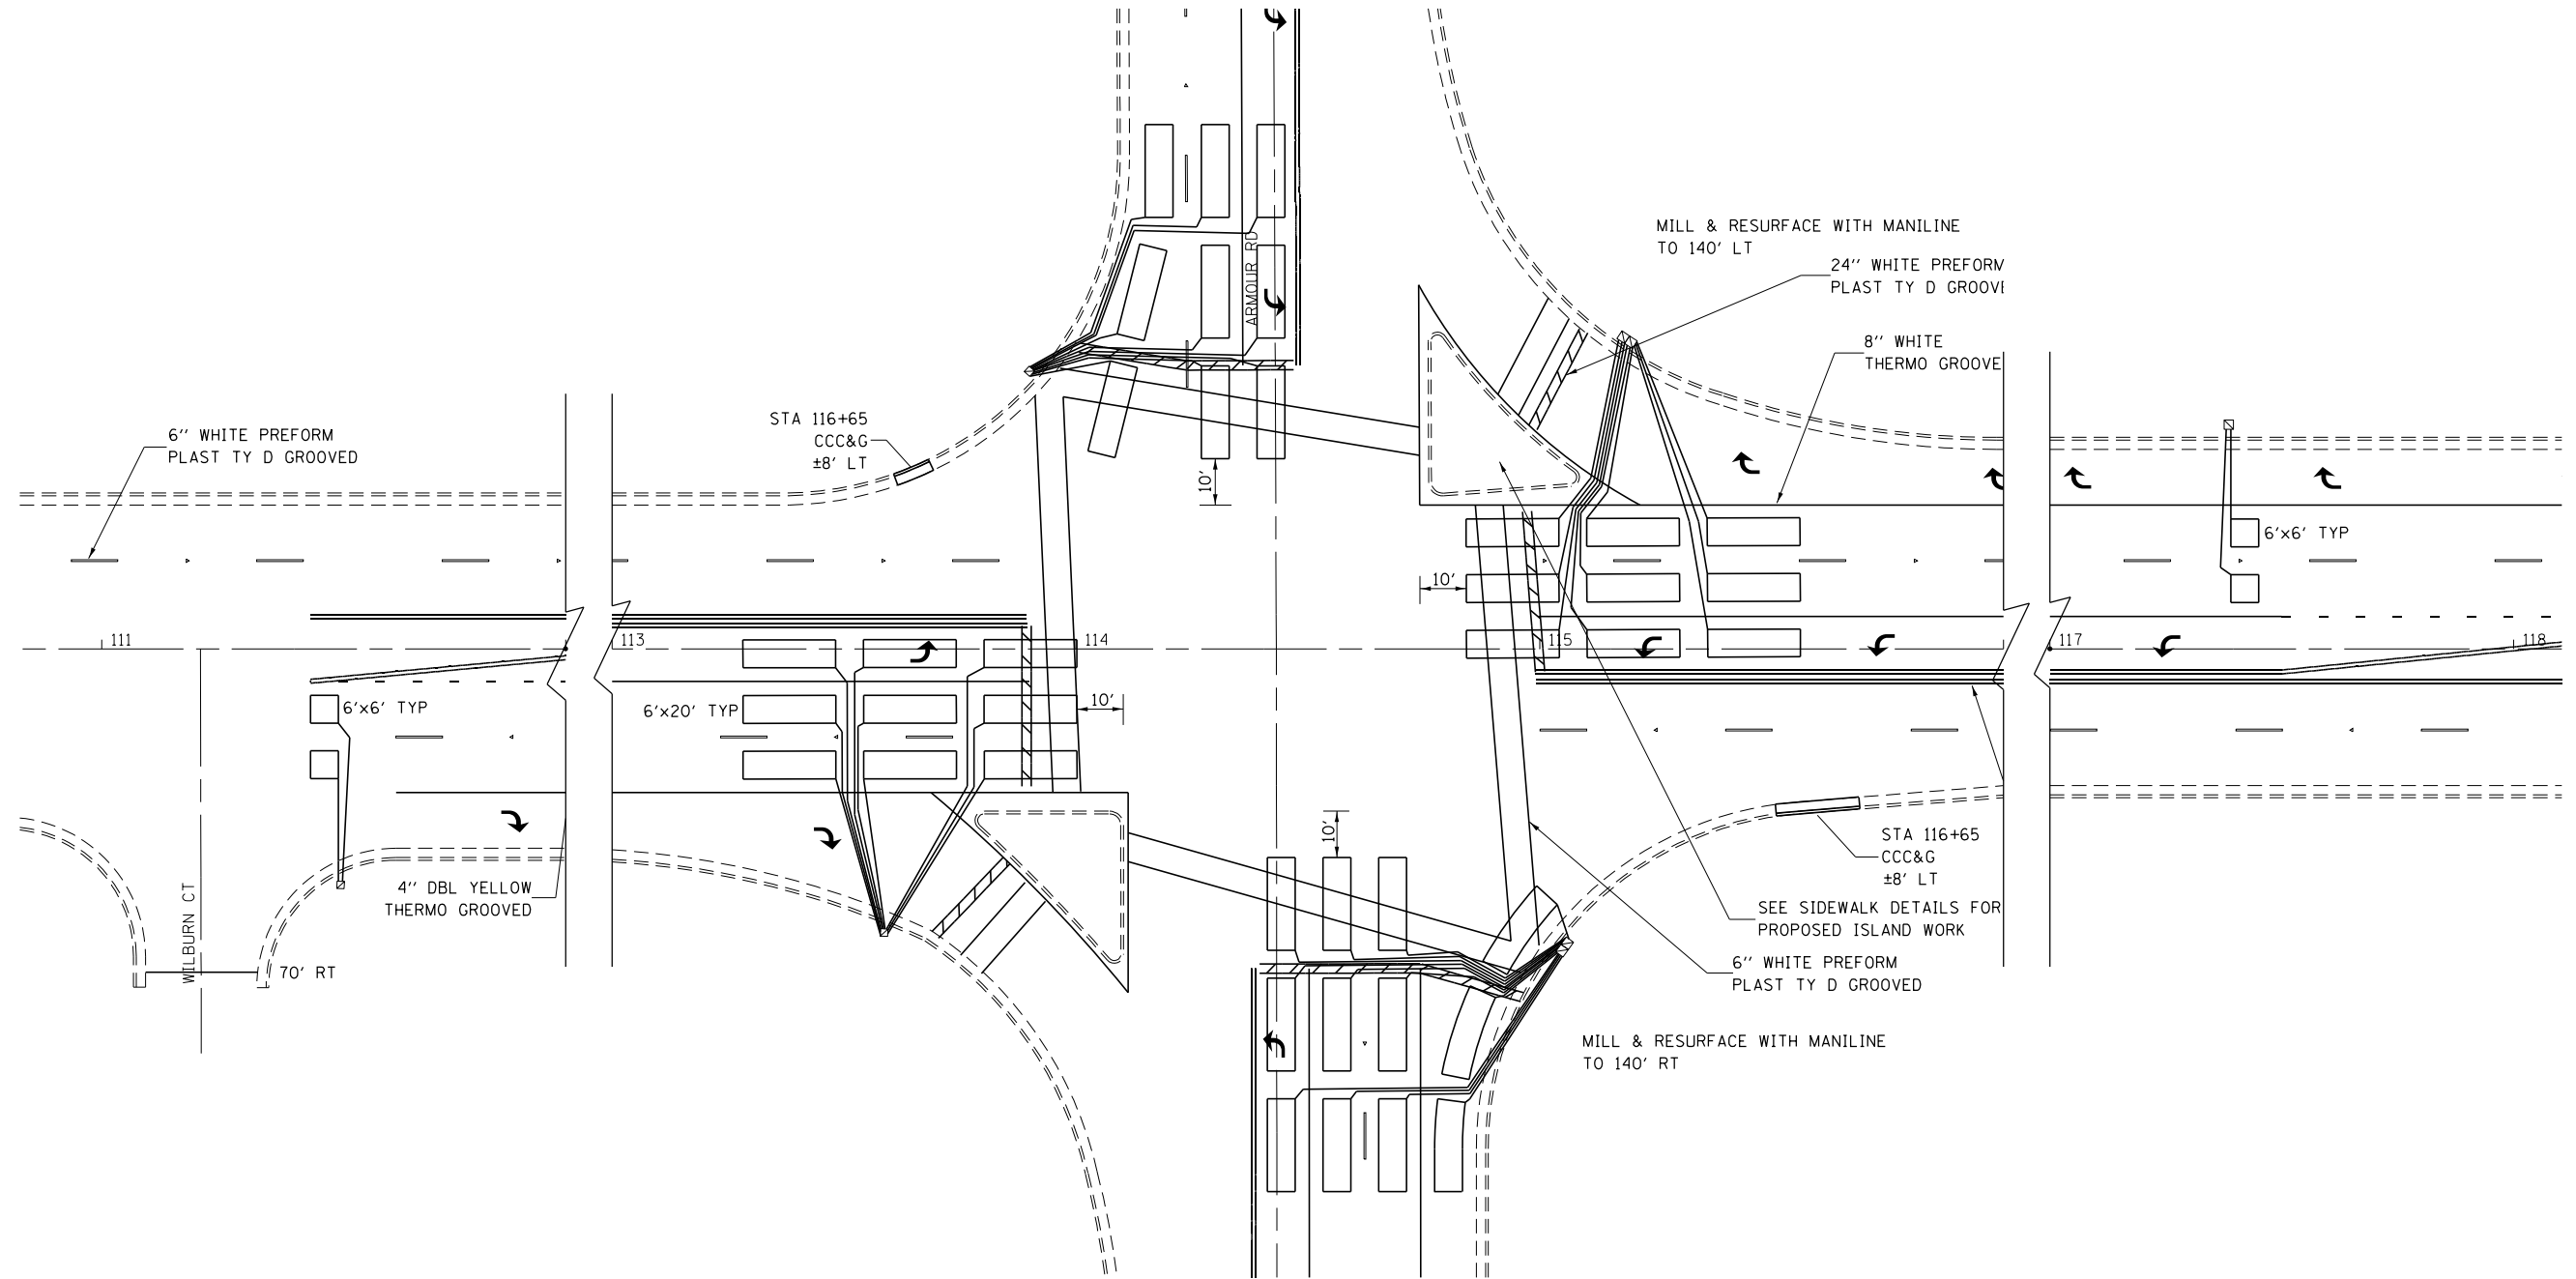 MILL & RESURFACE WITH MANILINE
TO 140' LT
24'' WHITE PREFORM
PLAST TY D GROOVE
ARMOUR RD
8'' WHITE
THERMO GROOVE
STA 116+65
CCC&G
±8' LT
6'' WHITE PREFORM
PLAST TY D GROOVED
10'
6'x6' TYP
10'
111
113
114
115
117
118
6'x6' TYP
6'x20' TYP
10'
10'
STA 116+65
CCC&G
±8' LT
4'' DBL YELLOW
THERMO GROOVED
WILBURN CT
70' RT
SEE SIDEWALK DETAILS FOR
PROPOSED ISLAND WORK
6'' WHITE PREFORM
PLAST TY D GROOVED
MILL & RESURFACE WITH MANILINE
TO 140' RT